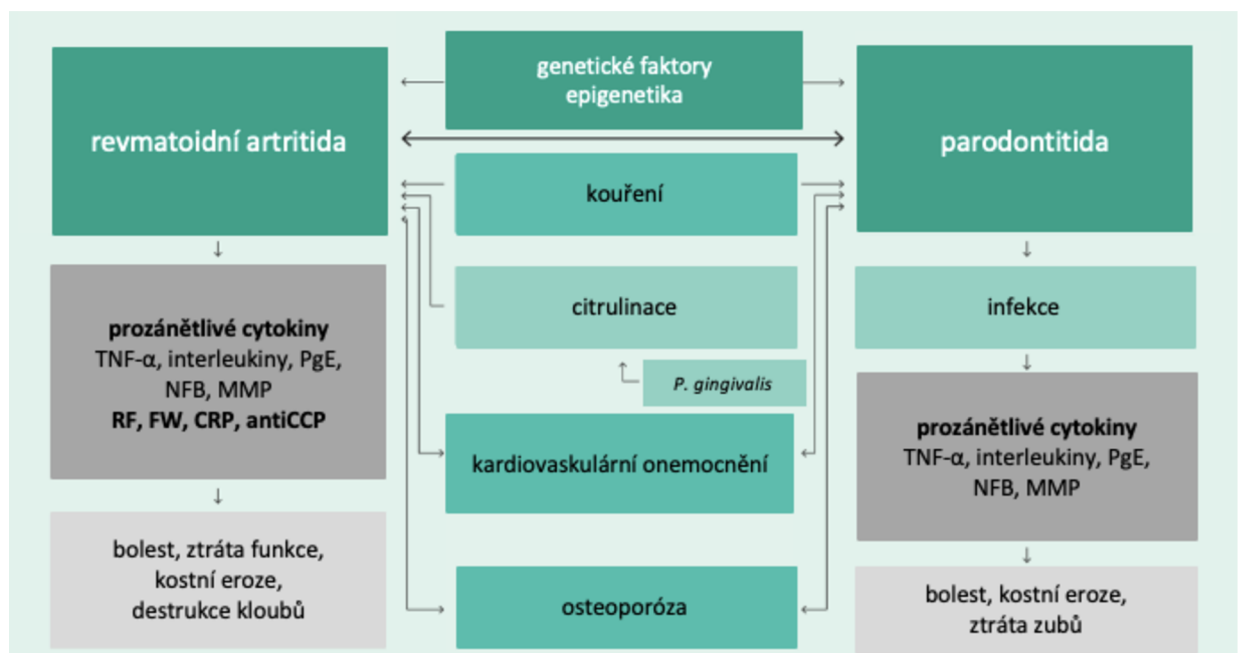 genetické faktory
epigenetika
revmatoidní artritida
parodontitida
kouření
prozánětlivé cytokiny
TNF-α, interleukiny, PgE,
NFB, MMP
RF, FW, CRP, antiCCP
citrulinace
infekce
P. gingivalis
kardiovaskulární onemocnění
prozánětlivé cytokiny
TNF-α, interleukiny, PgE,
NFB, MMP
bolest, ztráta funkce,
kostní eroze,
destrukce kloubů
osteoporóza
bolest, kostní eroze,
ztráta zubů